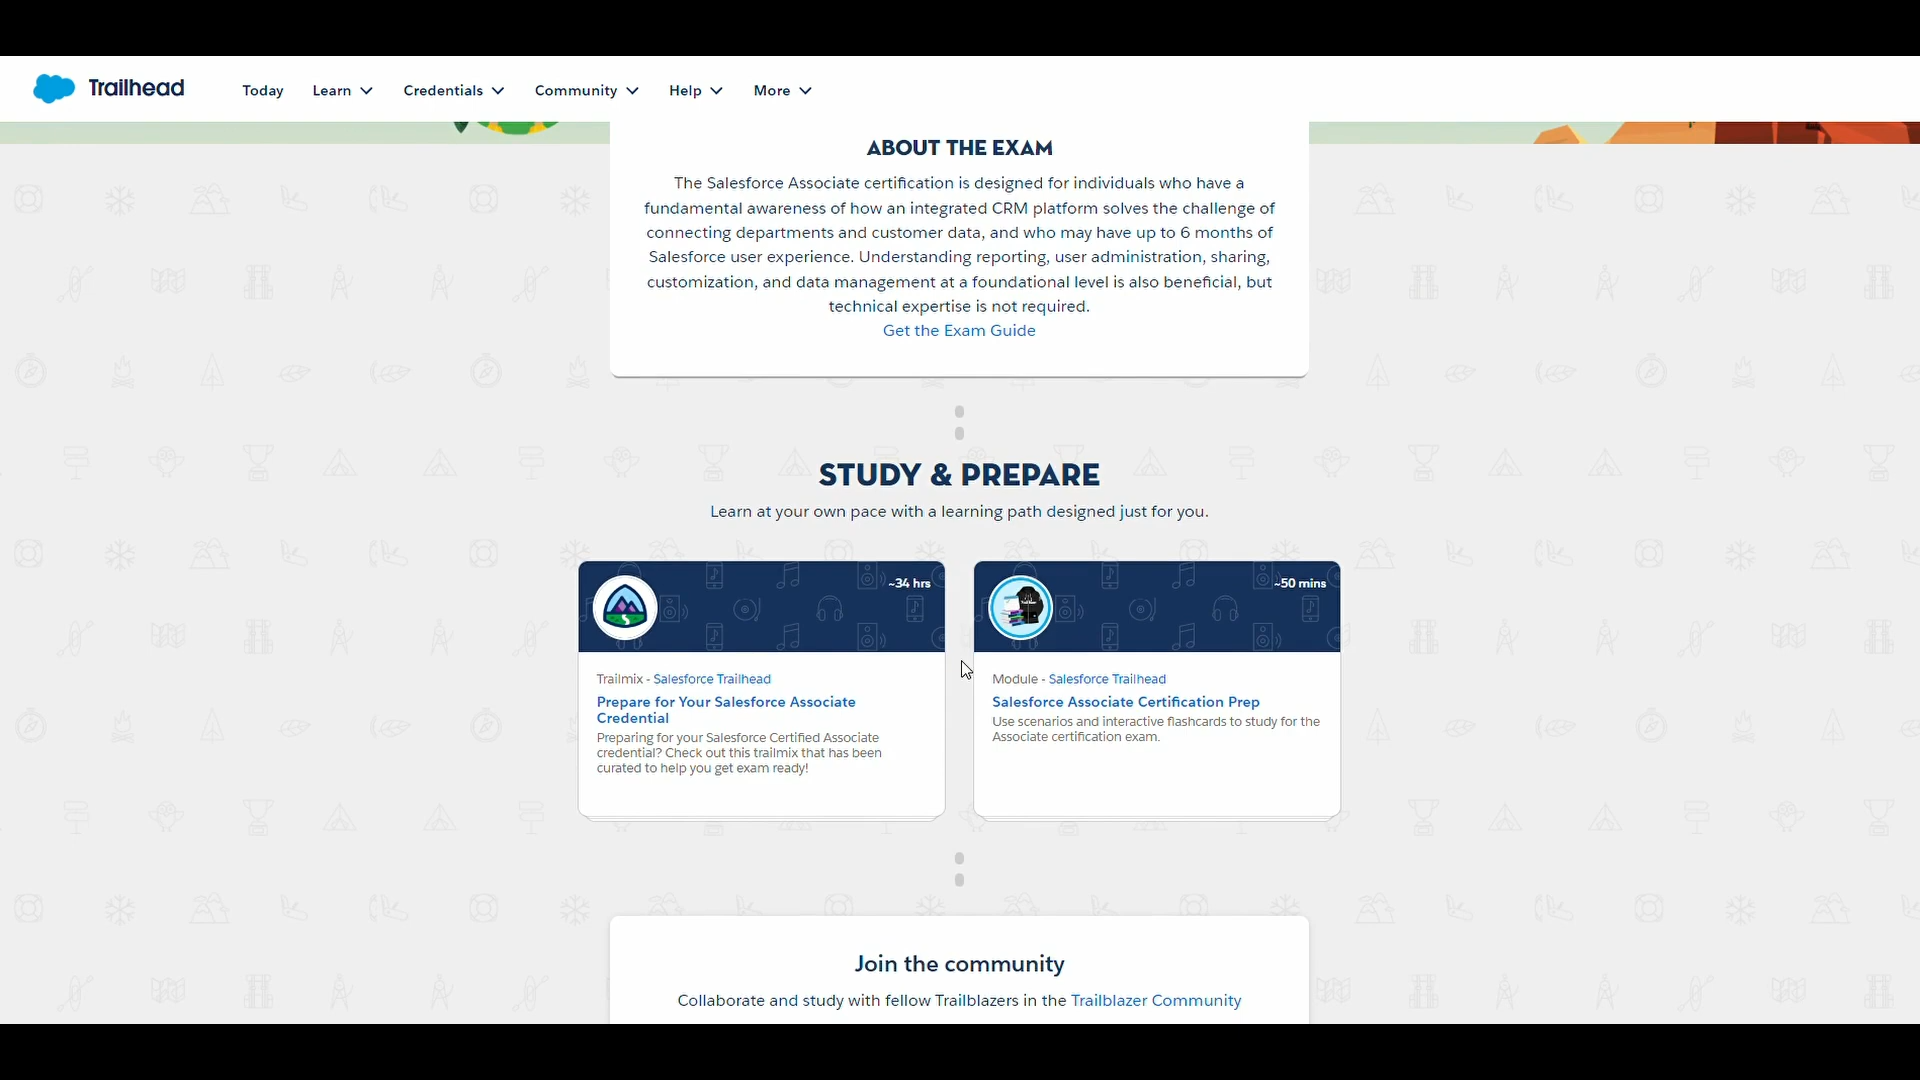 Trailhead
Today Learn Credentials Community Help More
ABOUT THE EXAM
The Salesforce Associate certification is designed for individuals who have a
fundamental awareness of how an integrated CRM platform solves the challenge of
connecting departments and customer data, and who may have up to 6 months of
Salesforce user experience. Understanding reporting, user administration, sharing,
customization, and data management at a foundational level is also beneficial, but
technical expertise is not required.
Get the Exam Guide
STUDY & PREPARE
Learn at your own pace with a learning path designed just for you.
~34 hrs
Trailmix - Salesforce Trailhead
Prepare for Your Salesforce Associate
Credential
Preparing for your Salesforce Certified Associate
credential? Check out this trailmix that has been
curated to help you get exam ready!
~50 mins
Module - Salesforce Trailhead
Salesforce Associate Certification Prep
Use scenarios and interactive flashcards to study for the
Associate certification exam.
Join the community
Collaborate and study with fellow Trailblazers in the Trailblazer Community